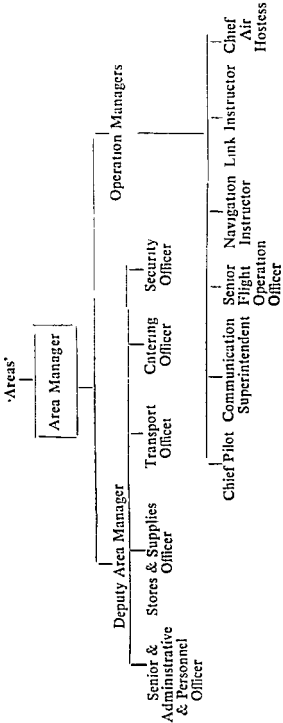 'Areas'
Area Manager
Deputy Area Manager
Operation Managers
Senior &
Administrative
& Personnel
Officer
Stores & Supplies
Officer
Transport
Officer
Catering
Officer
Security
Officer
Chief Pilot
Communication
Superintendent
Senior
Flight
Operation
Officer
Navigation
Instructor
Link Instructor
Chief
Air
Hostess